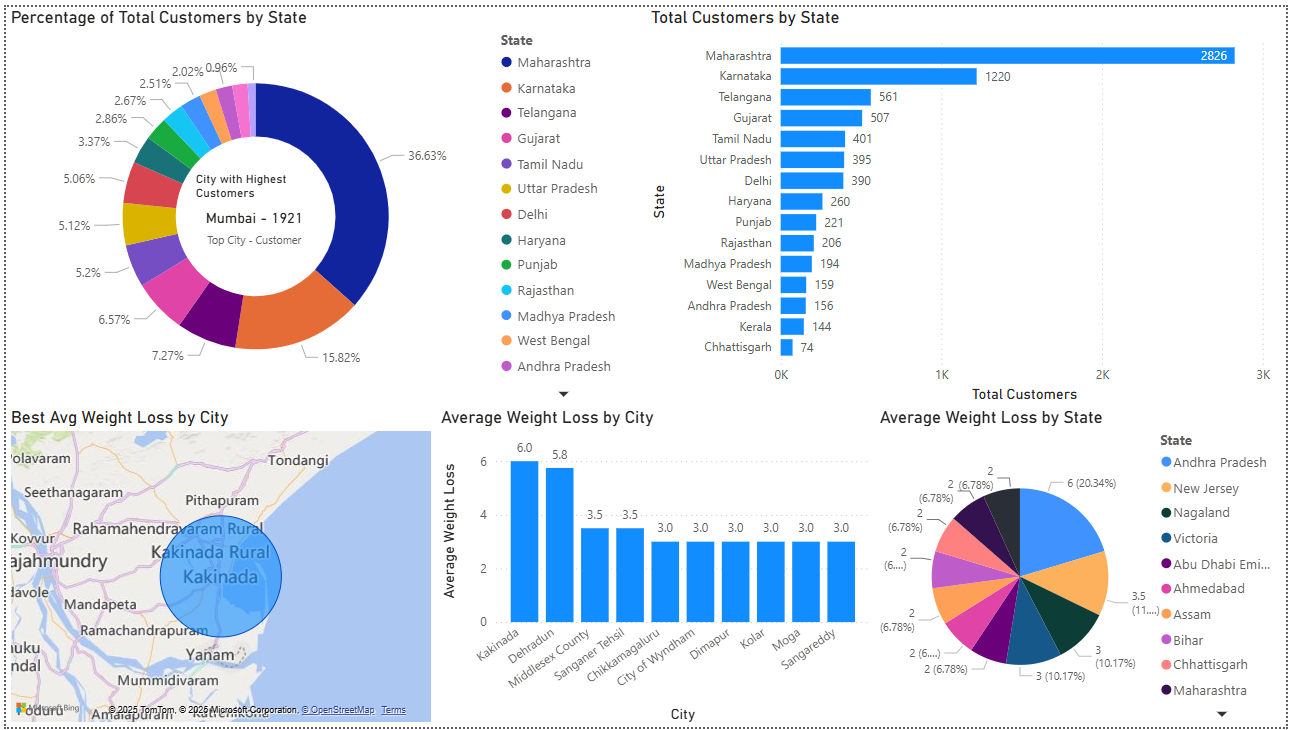 Percentage of Total Customers by State
0.96%
2.02%
2.51%
2.67%
2.86%
3.37%
5.06%
5.12%
5.2%
6.57%
7.27%
15.82%
36.63%
City with Highest
Customers
Mumbai - 1921
Top City - Customer
State
Maharashtra
Karnataka
Telangana
Gujarat
Tamil Nadu
Uttar Pradesh
Delhi
Haryana
Punjab
Rajasthan
Madhya Pradesh
West Bengal
Andhra Pradesh
Total Customers by State
State
Maharashtra 2826
Karnataka 1220
Telangana 561
Gujarat 507
Tamil Nadu 401
Uttar Pradesh 395
Delhi 390
Haryana 260
Punjab 221
Rajasthan 206
Madhya Pradesh 194
West Bengal 159
Andhra Pradesh 156
Kerala 144
Chhattisgarh 74
0K 1K 2K 3K
Total Customers
Best Avg Weight Loss by City
olavaram
Tondangi
Seethanagaram
Pithapuram
Rahamahendravaram Rural
Kovvur
Kakinada Rural
ajahmundry
Kakinada
davole
Mandapeta
Ramachandrapuram
uku
Yanam
ndal
Mummidivaram
Microsoft Bing
oduru
Amalapuram
Katrenikona
© 2025 TomTom, © 2025 Microsoft Corporation, © OpenStreetMap Terms
Average Weight Loss by City
Average Weight Loss
6
4
2
0
6.0
5.8
3.5
3.5
3.0
3.0
3.0
3.0
3.0
3.0
Kakinada
Dehradun
Middlesex County
Sanganer Tehsil
Chikkamagaluru
City of Wyndham
Dimapur
Kolar
Moga
Sangareddy
City
Average Weight Loss by State
6 (20.34%)
3.5
(11....)
3
(10.17%)
3 (10.17%)
2 (6.78%)
2 (6....)
2
(6.78%)
2
(6....)
2
(6.78%)
2
(6.78%)
2
(6.78%)
State
Andhra Pradesh
New Jersey
Nagaland
Victoria
Abu Dhabi Emi...
Ahmedabad
Assam
Bihar
Chhattisgarh
Maharashtra